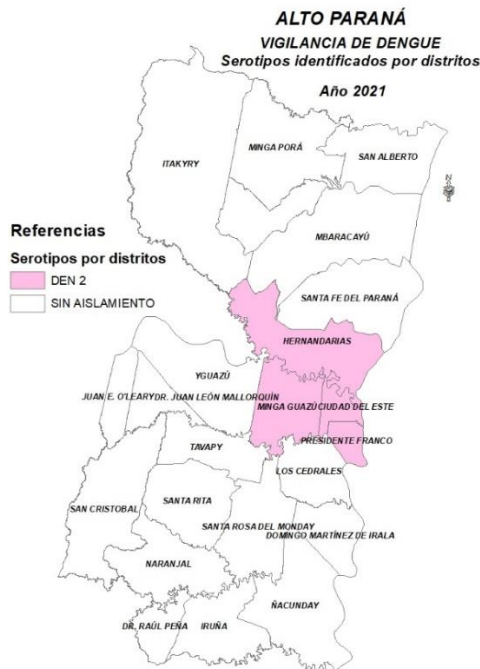 ALTO PARANÁ
VIGILANCIA DE DENGUE
Serotipos identificados por distritos
Año 2021
ITAKYRY
MINGA PORÁ
SAN ALBERTO
MBARACAYÚ
Referencias
Serotipos por distritos
DEN 2
SIN AISLAMIENTO
SANTA FE DEL PARANÁ
HERNANDARIAS
YGUAZÚ
JUAN E. O'LEARY
DR. JUAN LEÓN MALLORQUÍN
MINGA GUAZÚ
CIUDAD DEL ESTE
PRESIDENTE FRANCO
TAVAPY
LOS CEDRALES
SAN CRISTOBAL
SANTA RITA
SANTA ROSA DEL MONDAY
DOMINGO MARTÍNEZ DE IRALA
NARANJAL
ÑACUNDAY
DR. RAÚL PEÑA
IRUÑA